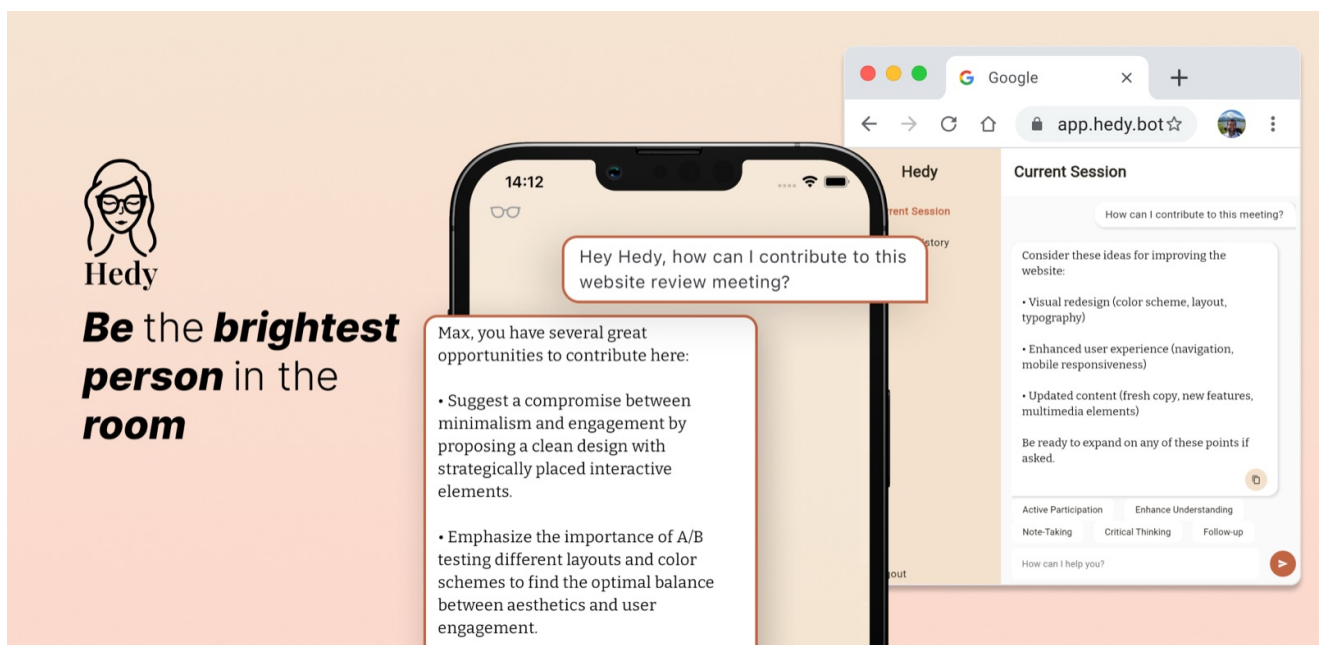 Hedy
Be the brightest
person in the
room
14:12
Hey Hedy, how can I contribute to this
website review meeting?
Max, you have several great
opportunities to contribute here:
• Suggest a compromise between
minimalism and engagement by
proposing a clean design with
strategically placed interactive
elements.
• Emphasize the importance of A/B
testing different layouts and color
schemes to find the optimal balance
between aesthetics and user
engagement.
Google
app.hedy.bot
Hedy
rent Session
story
gout
Current Session
How can I contribute to this meeting?
Consider these ideas for improving the
website:
• Visual redesign (color scheme, layout,
typography)
• Enhanced user experience (navigation,
mobile responsiveness)
• Updated content (fresh copy, new features,
multimedia elements)
Be ready to expand on any of these points if
asked.
Active Participation Enhance Understanding
Note-Taking Critical Thinking Follow-up
How can I help you?